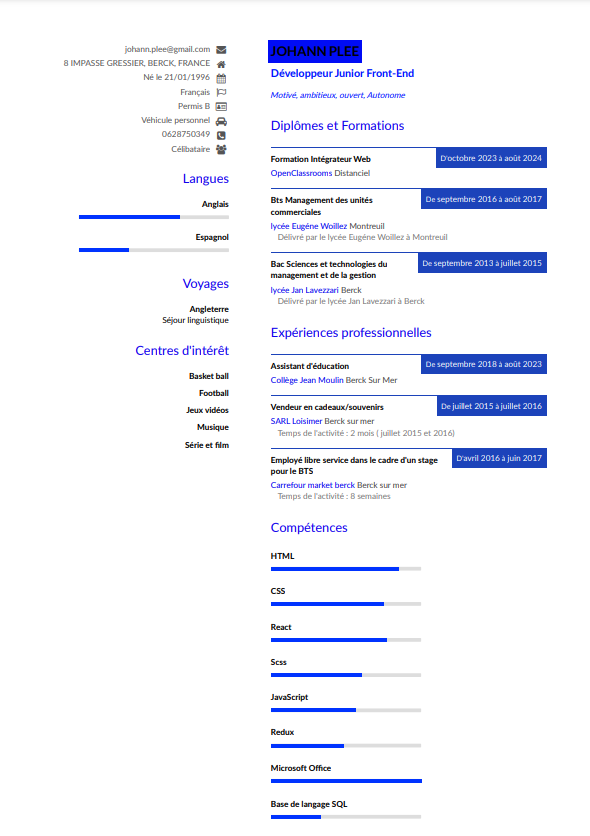 johann.plee@gmail.com
8 IMPASSE GRESSIER, BERCK, FRANCE
Né le 21/01/1996
Français
Permis B
Véhicule personnel
0628750349
Célibataire
Langues
Anglais
Espagnol
Voyages
Angleterre
Séjour linguistique
Centres d'intérêt
Basket ball
Football
Jeux vidéos
Musique
Série et film
JOHANN PLEE
Développeur Junior Front-End
Motivé, ambitieux, ouvert, Autonome
Diplômes et Formations
Formation Intégrateur Web
D'octobre 2023 à août 2024
OpenClassrooms Distanciel
Bts Management des unités
commerciales
De septembre 2016 à août 2017
lycée Eugéne Woillez Montreuil
Délivré par le lycée Eugéne Woillez à Montreuil
Bac Sciences et technologies du
management et de la gestion
De septembre 2013 à juillet 2015
lycée Jan Lavezzari Berck
Délivré par le lycée Jan Lavezzari à Berck
Expériences professionnelles
Assistant d'éducation
De septembre 2018 à août 2023
Collège Jean Moulin Berck Sur Mer
Vendeur en cadeaux/souvenirs
De juillet 2015 à juillet 2016
SARL Loisimer Berck sur mer
Temps de l'activité : 2 mois ( juillet 2015 et 2016)
Employé libre service dans le cadre d'un stage
pour le BTS
D'avril 2016 à juin 2017
Carrefour market berck Berck sur mer
Temps de l'activité : 8 semaines
Compétences
HTML
CSS
React
Scss
JavaScript
Redux
Microsoft Office
Base de langage SQL